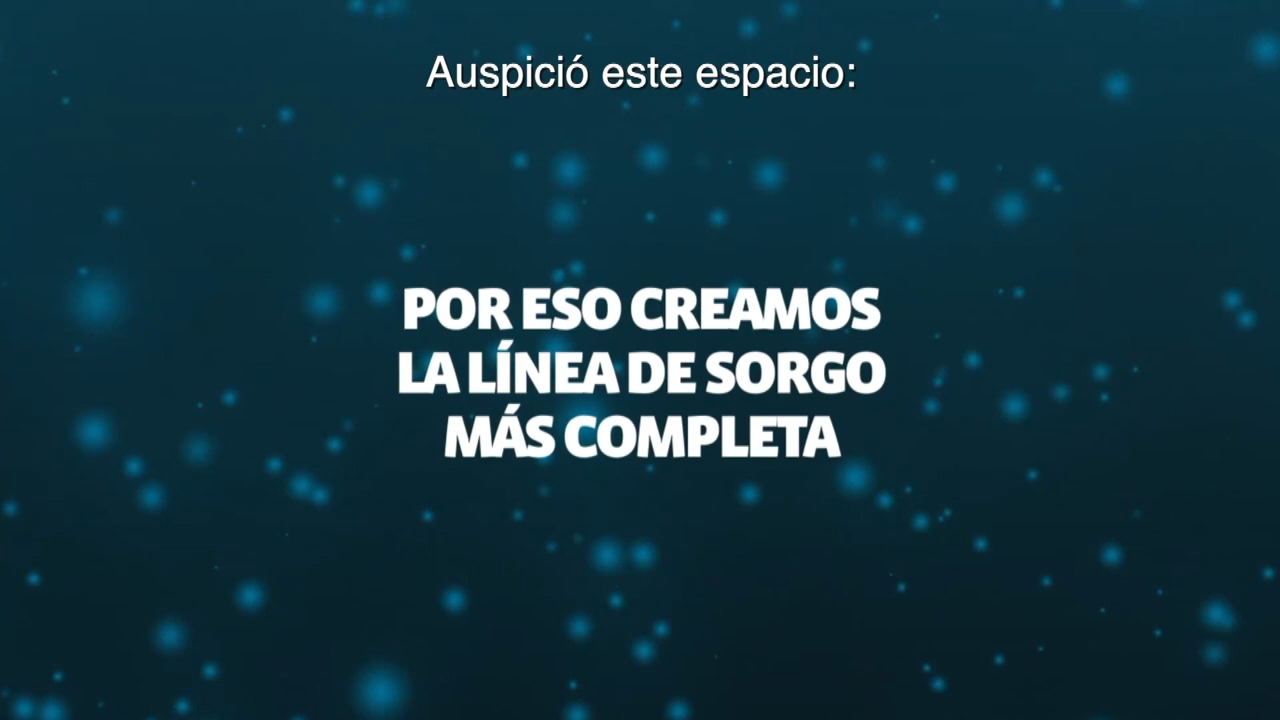 Auspició este espacio:
POR ESO CREAMOS
LA LÍNEA DE SORGO
MÁS COMPLETA